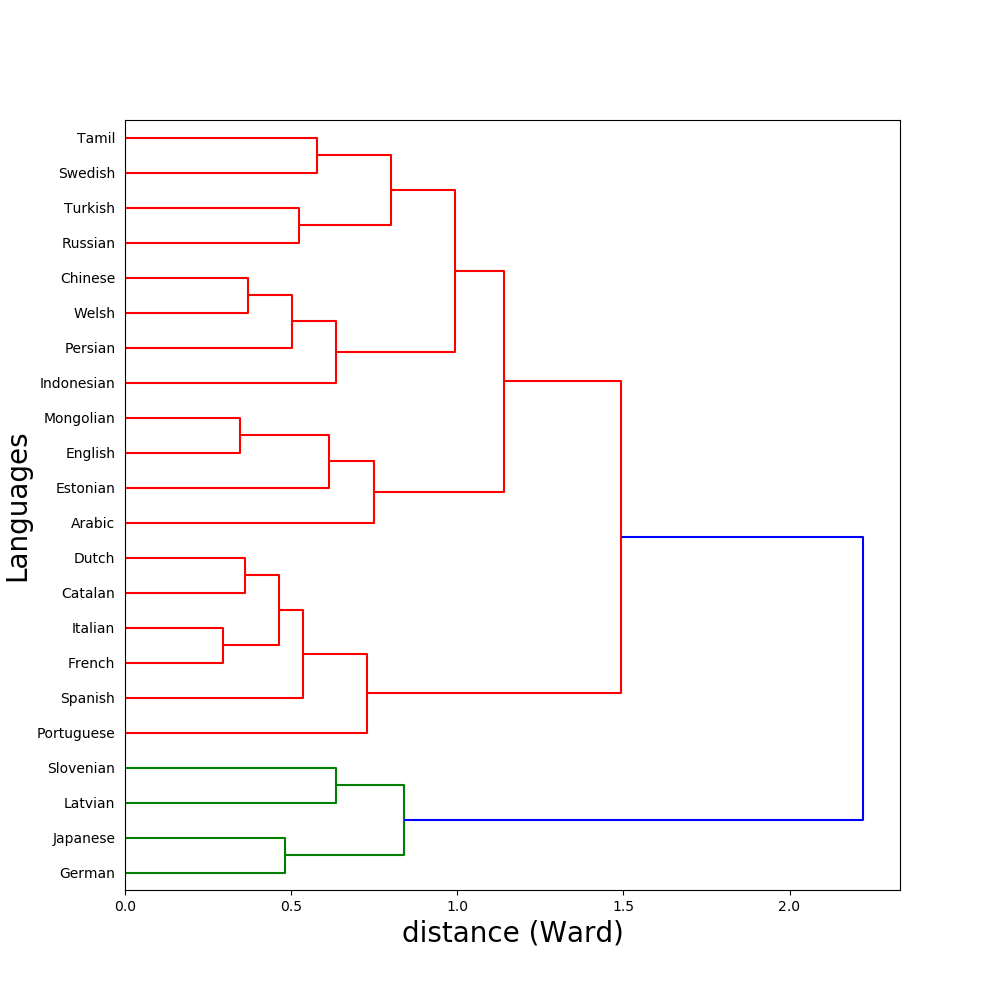 Tamil
Swedish
Turkish
Russian
Chinese
Welsh
Persian
Indonesian
Mongolian
English
Estonian
Arabic
Dutch
Catalan
Italian
French
Spanish
Portuguese
Slovenian
Latvian
Japanese
German
Languages
0.0 0.5 1.0 1.5 2.0
distance (Ward)